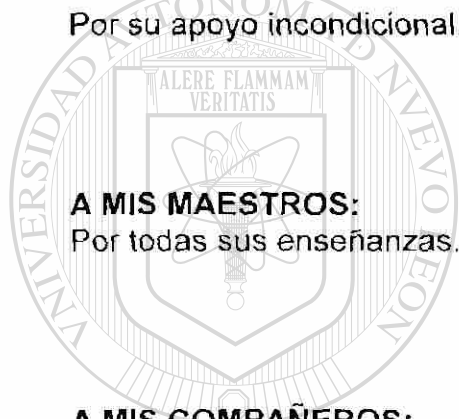 Por su apoyo incondicional
ALERE FLAMMAM
VERITATIS
A MIS MAESTROS:
Por todas sus enseñanzas.
A MIS COMPAÑEROS: